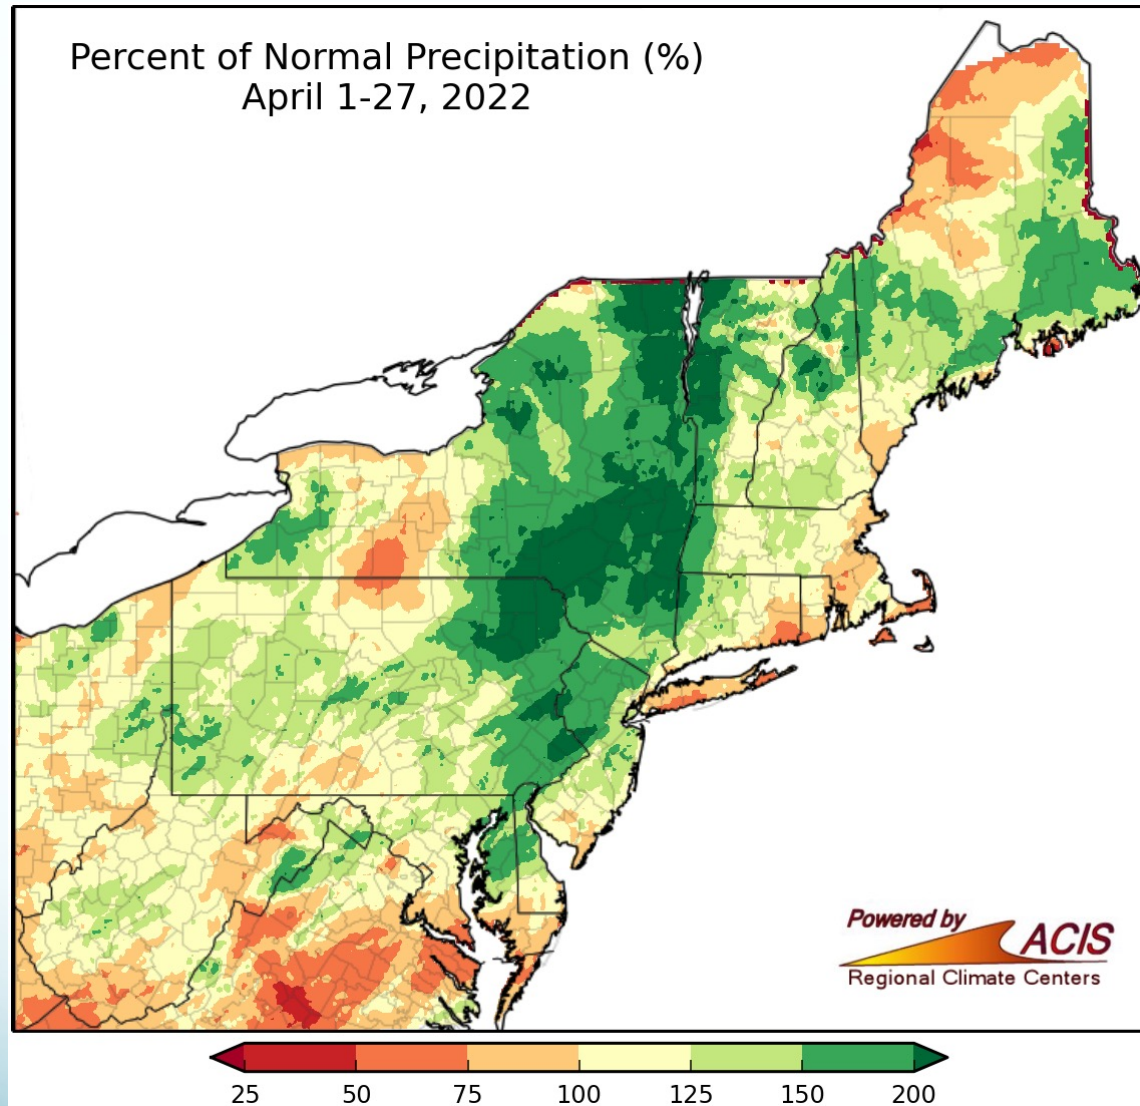 Percent of Normal Precipitation (%)
April 1-27, 2022
Powered by
ACIS
Regional Climate Centers
25 50 75 100 125 150 200